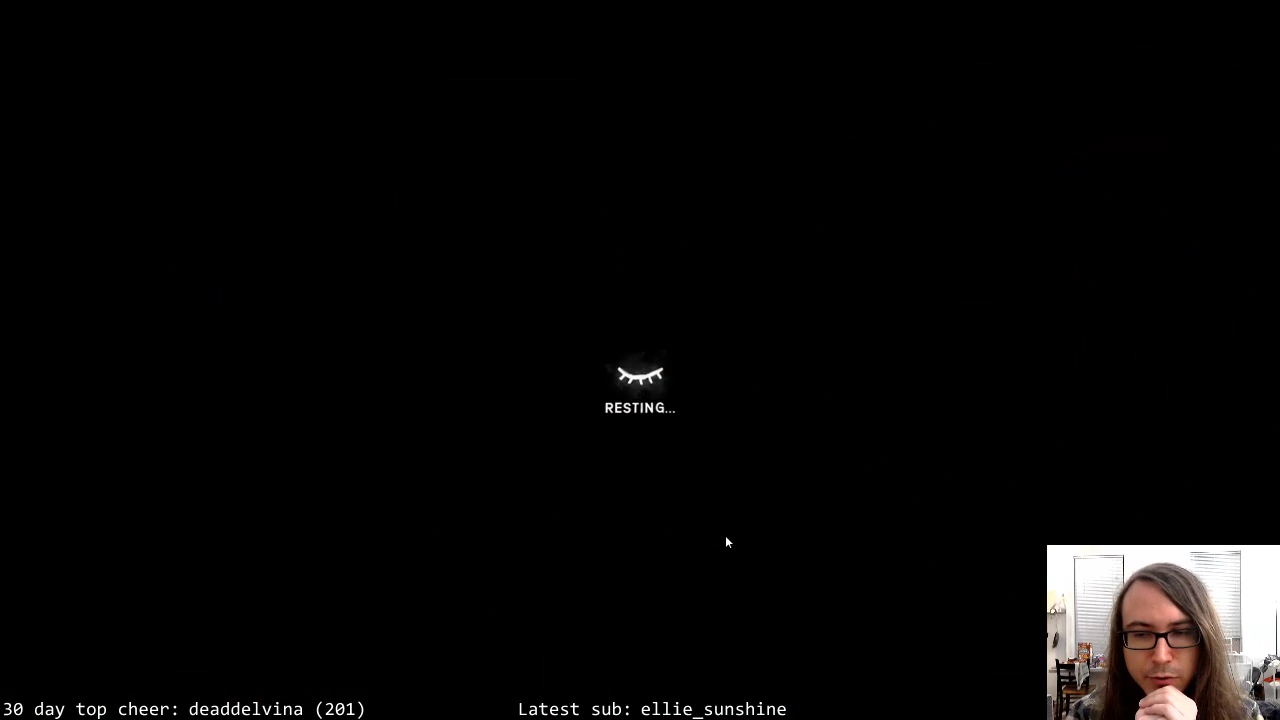 RESTING...
30 day top cheer: deaddelvina (201)
Latest sub: ellie_sunshine